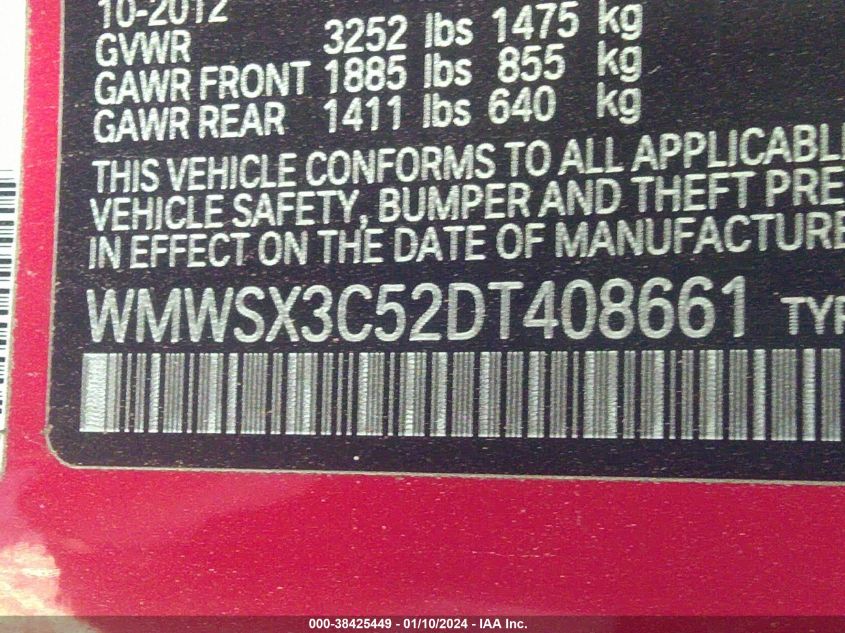 10-2012
GVWR 3252 lbs 1475 kg
GAWR FRONT 1885 lbs 855 kg
GAWR REAR 1411 lbs 640 kg
THIS VEHICLE CONFORMS TO ALL APPLICABL
VEHICLE SAFETY, BUMPER AND THEFT PRE
IN EFFECT ON THE DATE OF MANUFACTURE
WMWSX3C52DT408661 TYP
000-38425449 - 01/10/2024 - IAA Inc.